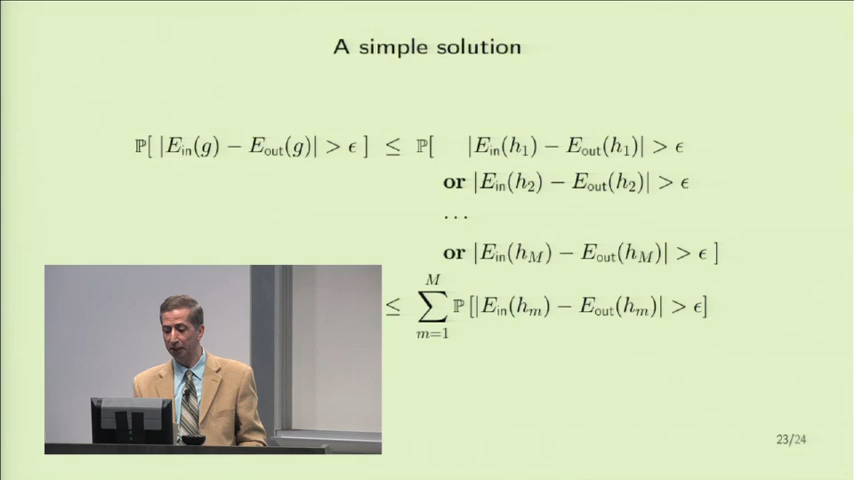 A simple solution
ℙ[ |E_in(g) − E_out(g)| > ϵ ] ≤ ℙ[ |E_in(h_1) − E_out(h_1)| > ϵ
or |E_in(h_2) − E_out(h_2)| > ϵ
···
or |E_in(h_M) − E_out(h_M)| > ϵ ]
≤ ∑_{m=1}^{M} ℙ [|E_in(h_m) − E_out(h_m)| > ϵ]
23/24